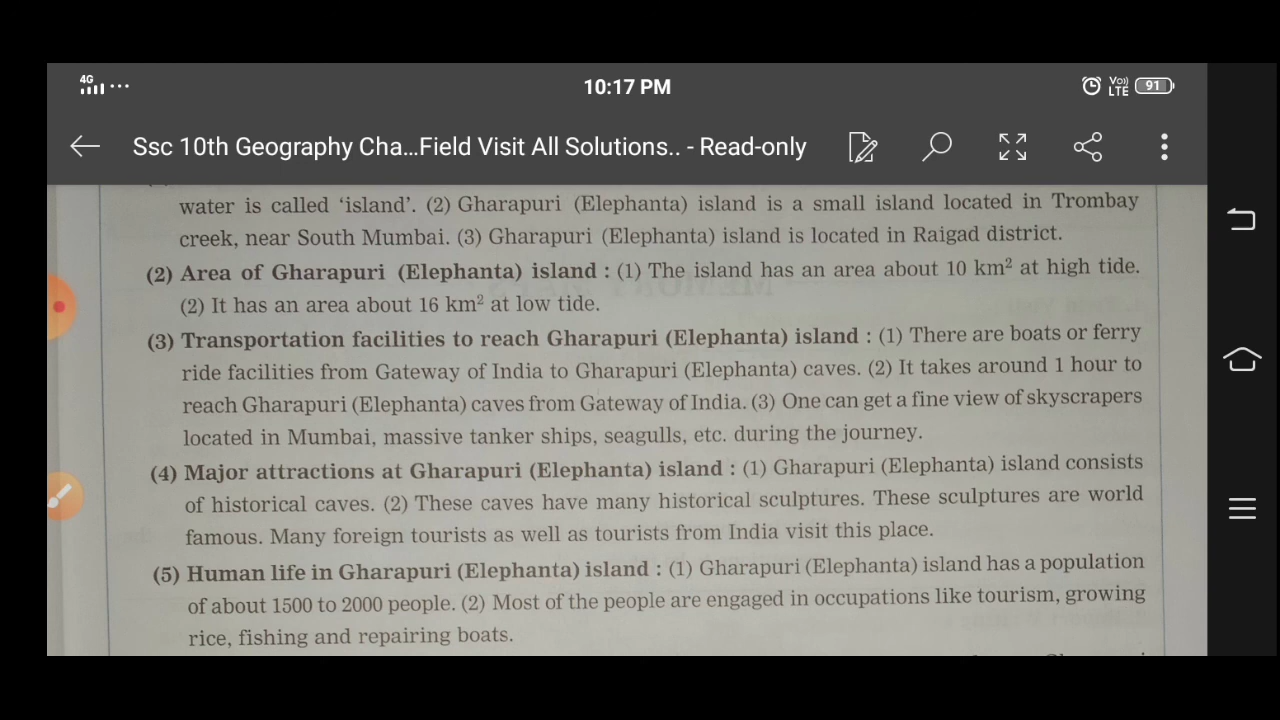 4G
10:17 PM
Vo)) LTE 91
Ssc 10th Geography Cha...Field Visit All Solutions.. - Read-only
water is called ‘island’. (2) Gharapuri (Elephanta) island is a small island located in Trombay
creek, near South Mumbai. (3) Gharapuri (Elephanta) island is located in Raigad district.
(2) Area of Gharapuri (Elephanta) island : (1) The island has an area about 10 km² at high tide.
(2) It has an area about 16 km² at low tide.
(3) Transportation facilities to reach Gharapuri (Elephanta) island : (1) There are boats or ferry
ride facilities from Gateway of India to Gharapuri (Elephanta) caves. (2) It takes around 1 hour to
reach Gharapuri (Elephanta) caves from Gateway of India. (3) One can get a fine view of skyscrapers
located in Mumbai, massive tanker ships, seagulls, etc. during the journey.
(4) Major attractions at Gharapuri (Elephanta) island : (1) Gharapuri (Elephanta) island consists
of historical caves. (2) These caves have many historical sculptures. These sculptures are world
famous. Many foreign tourists as well as tourists from India visit this place.
(5) Human life in Gharapuri (Elephanta) island : (1) Gharapuri (Elephanta) island has a population
of about 1500 to 2000 people. (2) Most of the people are engaged in occupations like tourism, growing
rice, fishing and repairing boats.